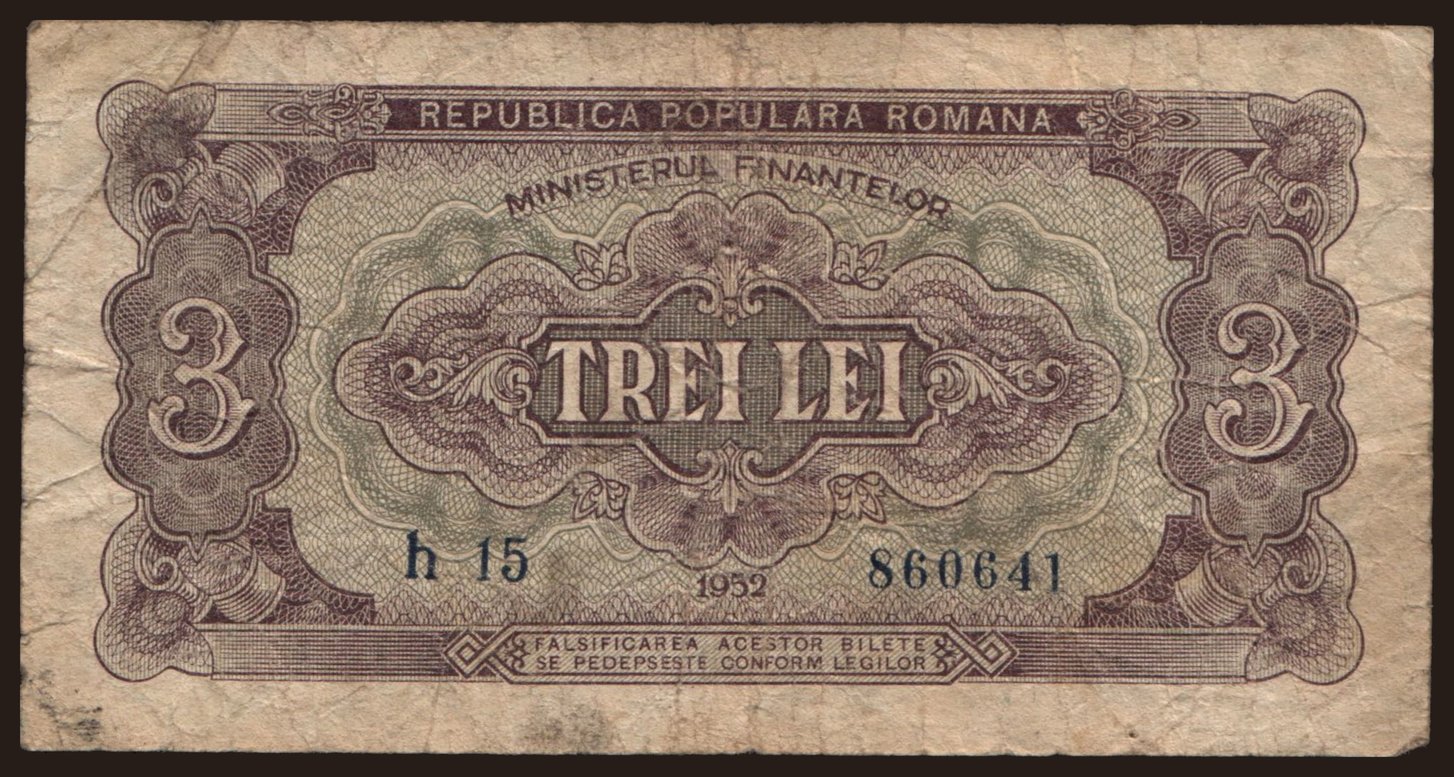 REPUBLICA POPULARA ROMANA
MINISTERUL FINANTELOR
3
TREI LEI
3
h 15
1952
860641
FALSIFICAREA ACESTOR BILETE
SE PEDEPSESTE CONFORM LEGILOR